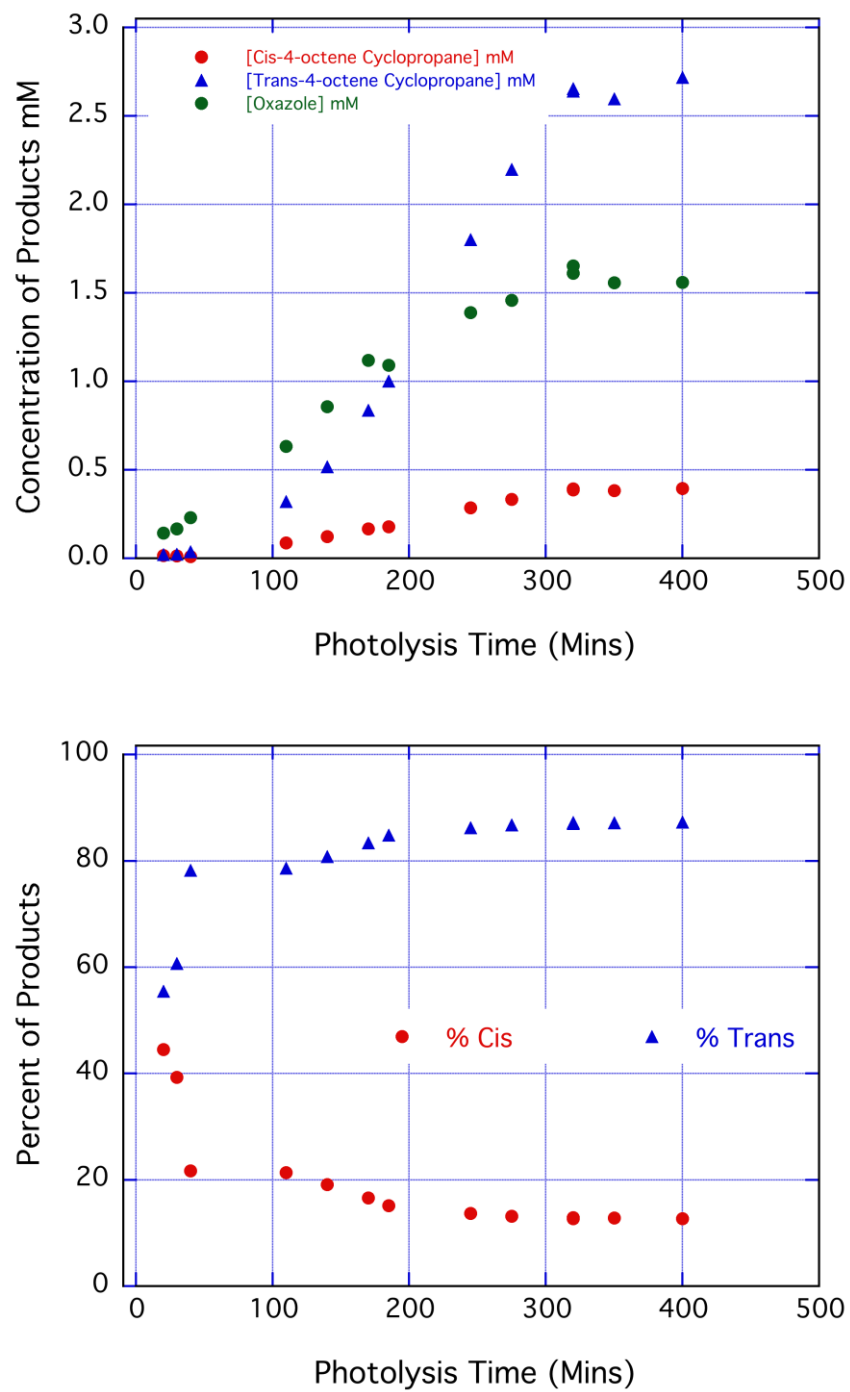 3.0
[Cis-4-octene Cyclopropane] mM
[Trans-4-octene Cyclopropane] mM
[Oxazole] mM
2.5
2.0
1.5
1.0
0.5
0.0
Concentration of Products mM
0 100 200 300 400 500
Photolysis Time (Mins)
100
80
60
% Cis % Trans
40
20
0
Percent of Products
0 100 200 300 400 500
Photolysis Time (Mins)